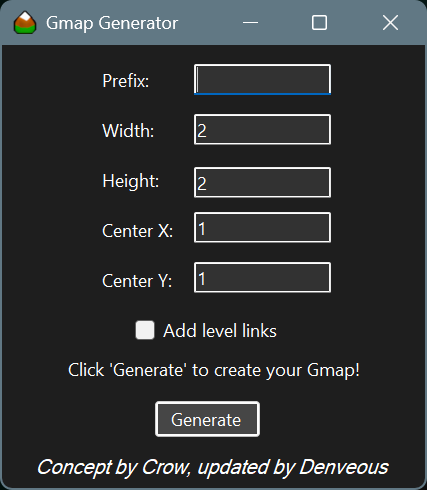 Gmap Generator
Prefix:
Width: 2
Height: 2
Center X: 1
Center Y: 1
Add level links
Click 'Generate' to create your Gmap!
Generate
Concept by Crow, updated by Denveous